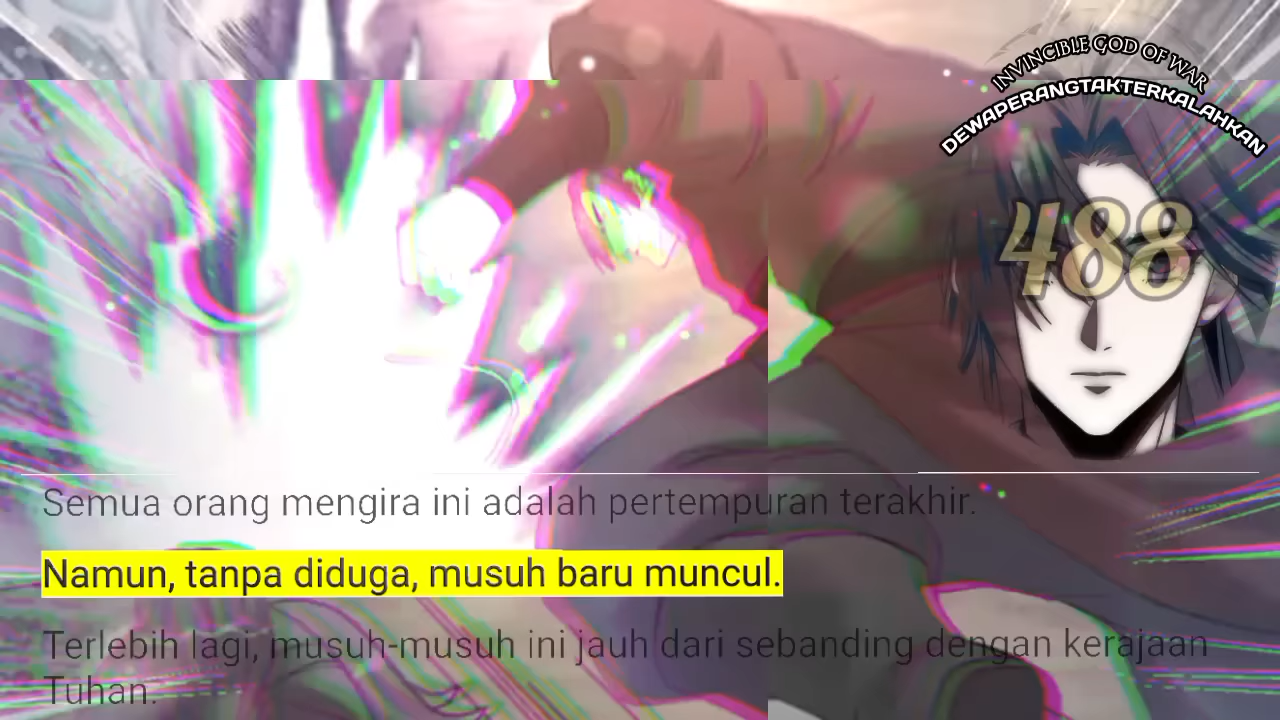 INVINCIBLE GOD OF WAR
DEWAPERANGTAKTERKALAHKAN
488
Semua orang mengira ini adalah pertempuran terakhir.
Namun, tanpa diduga, musuh baru muncul.
Terlebih lagi, musuh-musuh ini jauh dari sebanding dengan kerajaan
Tuhan.